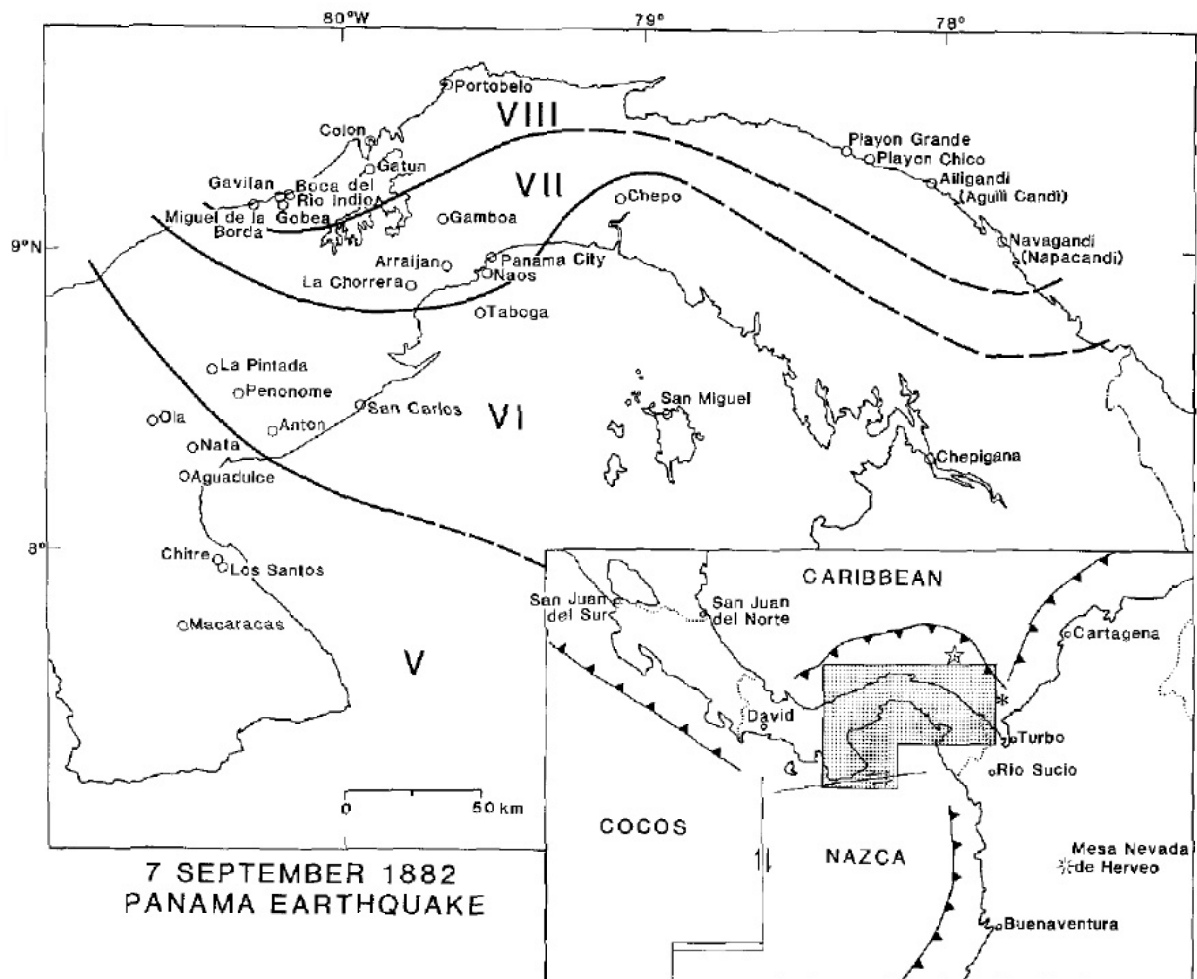 80°W
79°
78°
Portobelo
VIII
Colon
Gatun
Playon Grande
Playon Chico
Ailigandi
(Aguili Candi)
Gavilan
Boca del
Rio Indio
VII
Chepo
Miguel de la
Borda
Gobea
Gamboa
9°N
Navagandi
(Napacandi)
Arraijan
Panama City
La Chorrera
Naos
Taboga
La Pintada
Penonome
San Carlos
VI
San Miguel
Ola
Anton
Nata
Chepigana
Aguadulce
8°
Chitre
Los Santos
Macaracas
V
0 50 km
7 SEPTEMBER 1882
PANAMA EARTHQUAKE
CARIBBEAN
San Juan
del Sur
San Juan
del Norte
Cartagena
David
Turbo
Rio Sucio
COCOS
NAZCA
Mesa Nevada
de Herveo
Buenaventura